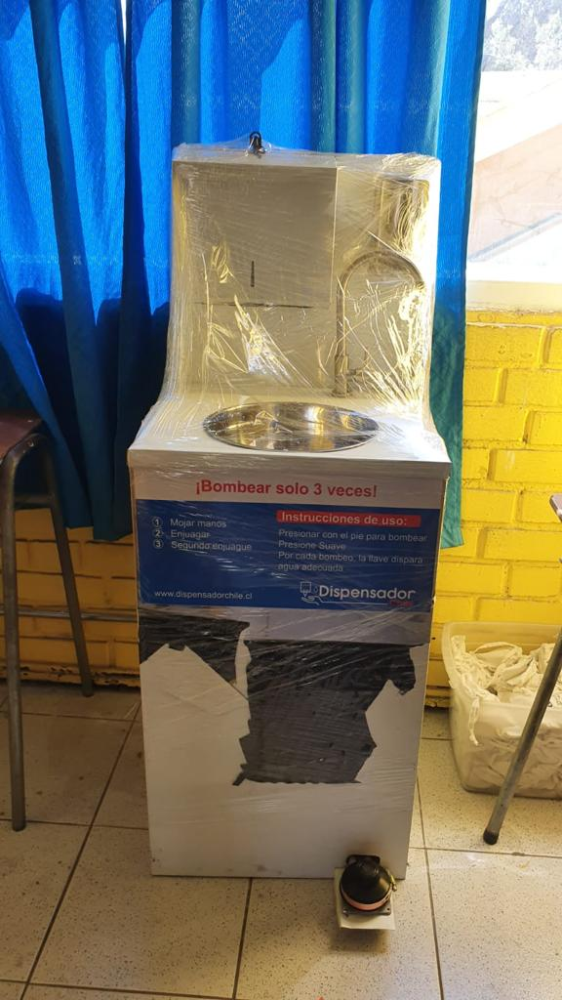 ¡Bombear solo 3 veces!
1 Mojar manos
2 Enjuagar
3 Segundo enjuague
Instrucciones de uso:
Presionar con el pie para bombear
Presione Suave
Por cada bombeo, la llave dispara
agua adecuada
www.dispensadorchile.cl
Dispensador